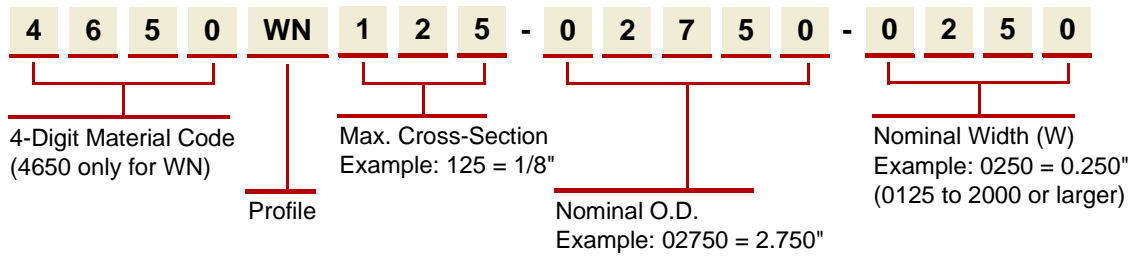 4 6 5 0 WN 1 2 5 - 0 2 7 5 0 - 0 2 5 0
4-Digit Material Code
(4650 only for WN)
Profile
Max. Cross-Section
Example: 125 = 1/8"
Nominal O.D.
Example: 02750 = 2.750"
Nominal Width (W)
Example: 0250 = 0.250"
(0125 to 2000 or larger)